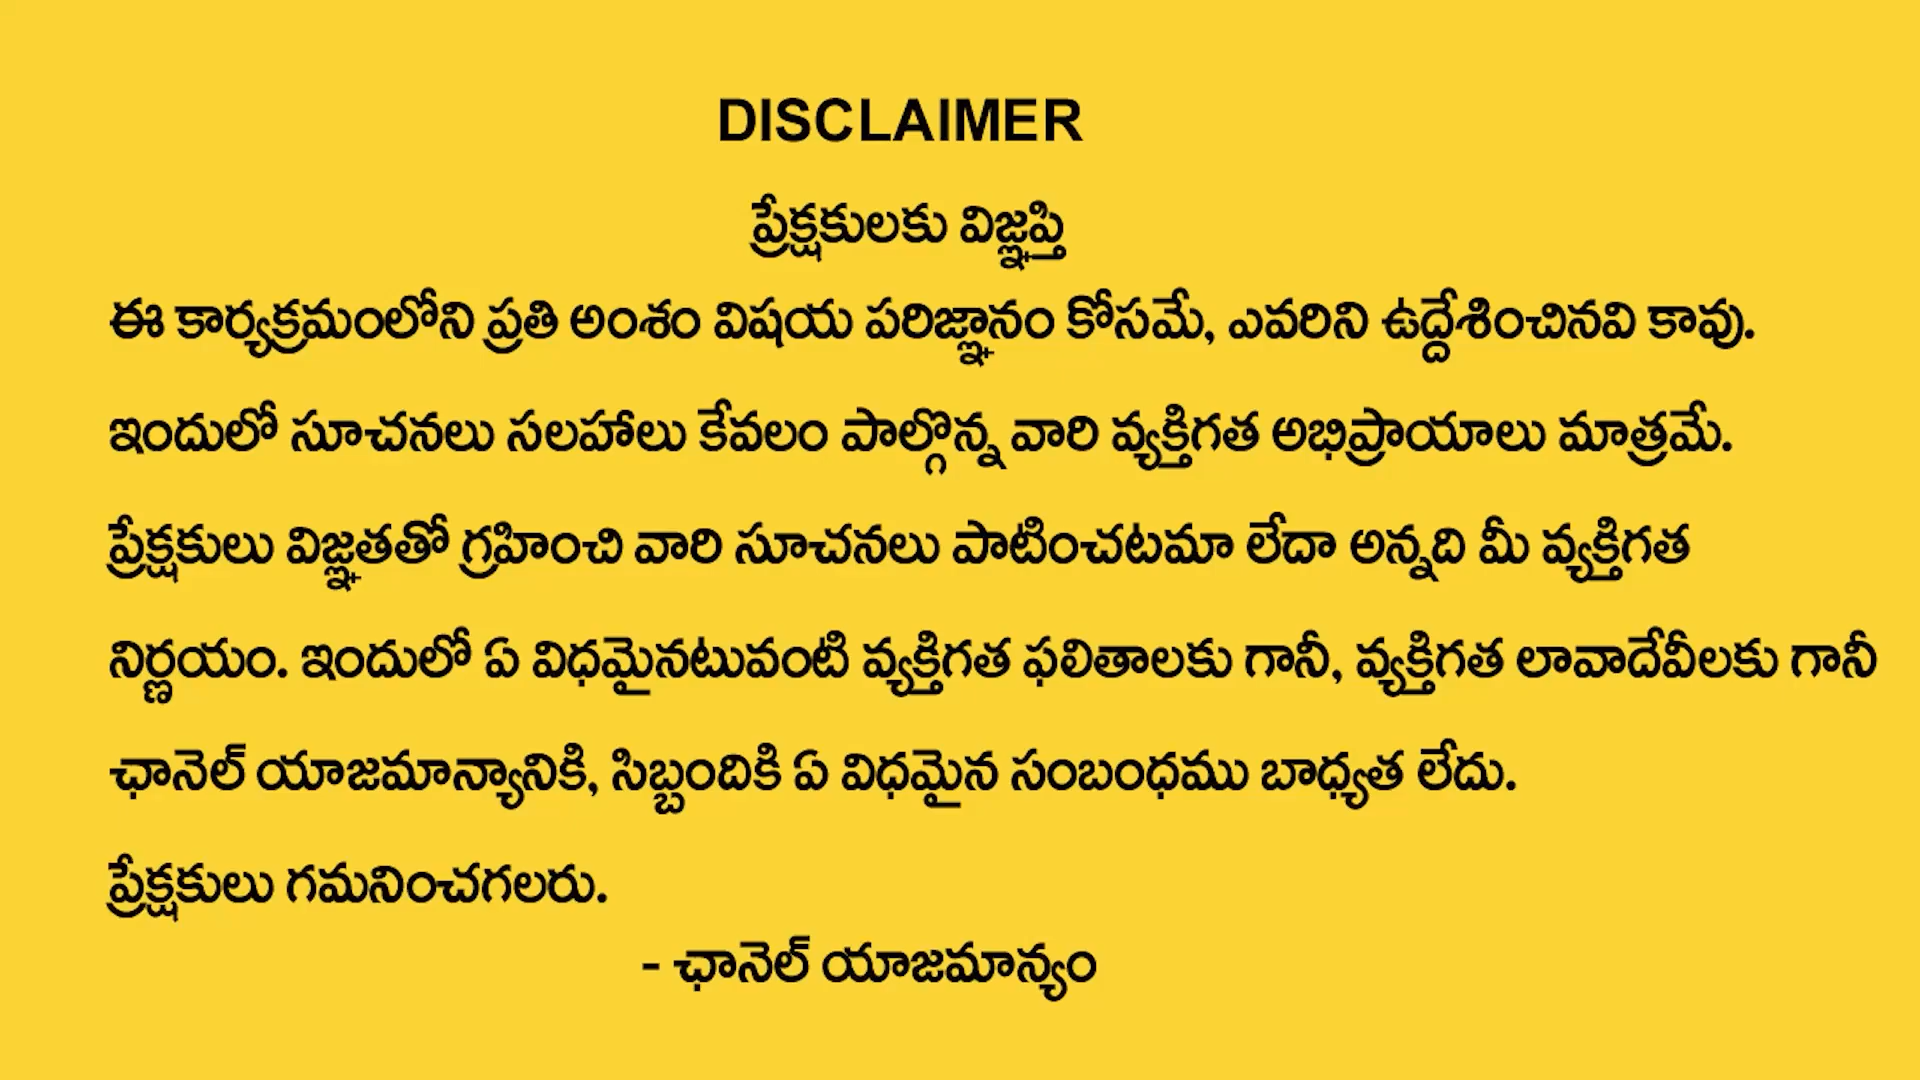 DISCLAIMER
ప్రేక్షకులకు విజ్ఞప్తి
ఈ కార్యక్రమంలోని ప్రతి అంశం విషయ పరిజ్ఞానం కోసమే, ఎవరిని ఉద్దేశించినవి కావు.
ఇందులో సూచనలు సలహాలు కేవలం పాల్గొన్న వారి వ్యక్తిగత అభిప్రాయాలు మాత్రమే.
ప్రేక్షకులు విజ్ఞతతో గ్రహించి వారి సూచనలు పాటించటమా లేదా అన్నది మీ వ్యక్తిగత
నిర్ణయం. ఇందులో ఏ విధమైనటువంటి వ్యక్తిగత ఫలితాలకు గానీ, వ్యక్తిగత లావాదేవీలకు గానీ
ఛానెల్ యాజమాన్యానికి, సిబ్బందికి ఏ విధమైన సంబంధము బాధ్యత లేదు.
ప్రేక్షకులు గమనించగలరు.
- ఛానెల్ యాజమాన్యం